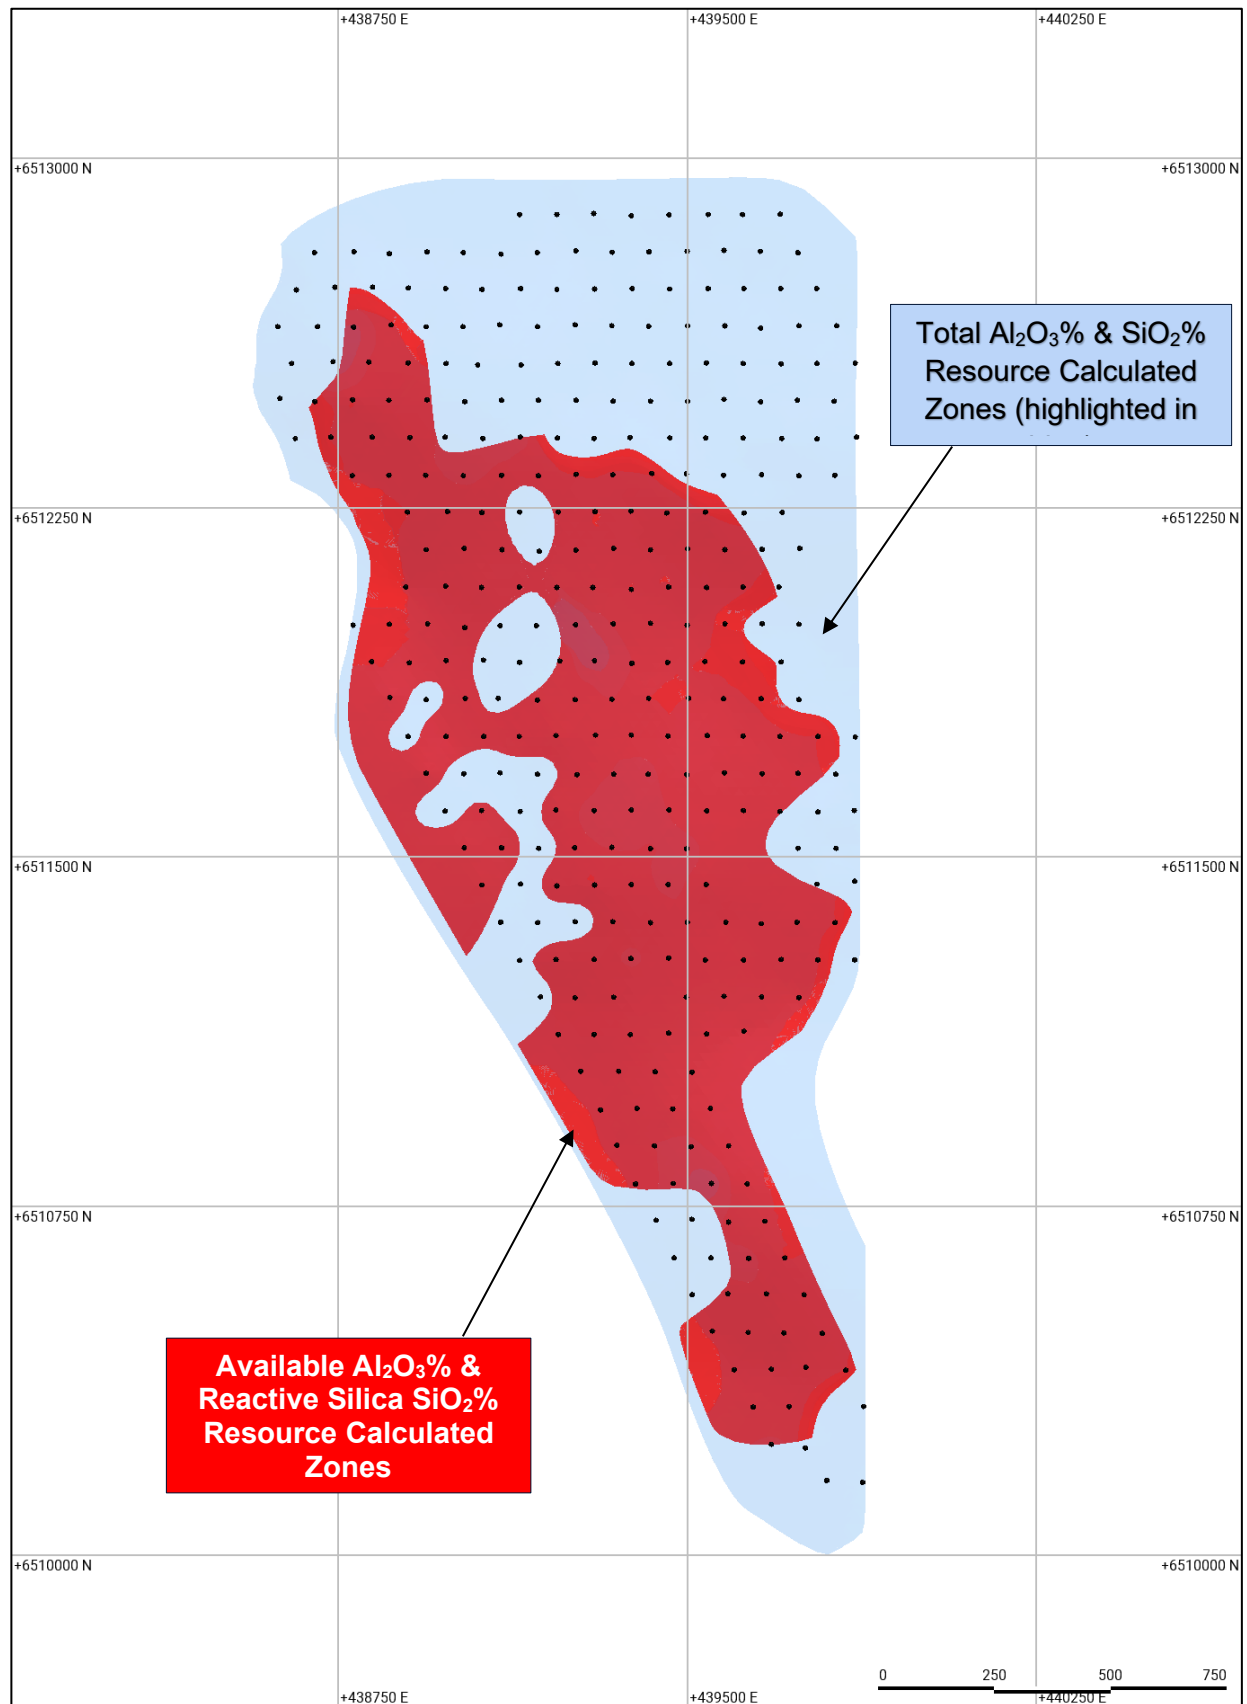 +438750 E
+439500 E
+440250 E
+6513000 N
+6513000 N
Total Al₂O₃% & SiO₂%
Resource Calculated
Zones (highlighted in
+6512250 N
+6512250 N
+6511500 N
+6511500 N
+6510750 N
+6510750 N
Available Al₂O₃% &
Reactive Silica SiO₂%
Resource Calculated
Zones
+6510000 N
+6510000 N
0 250 500 750
+438750 E
+439500 E
+440250 E